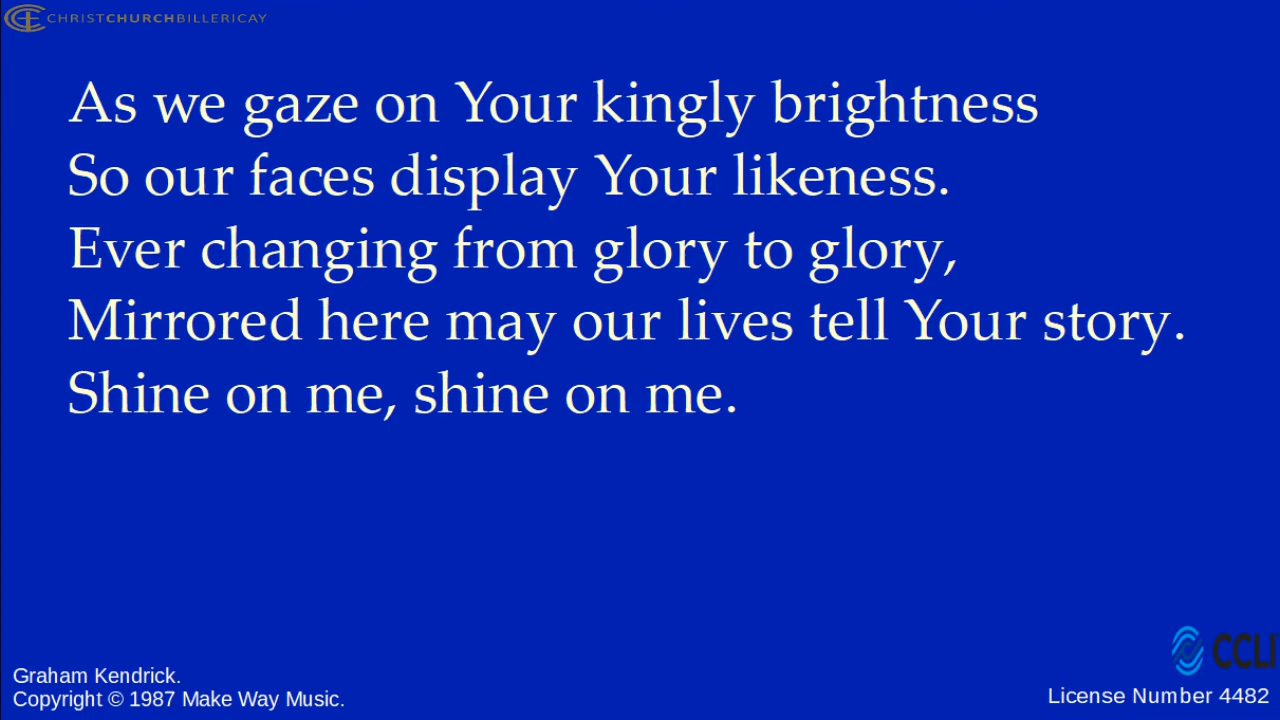 CHRISTCHURCHBILLERICAY
As we gaze on Your kingly brightness
So our faces display Your likeness.
Ever changing from glory to glory,
Mirrored here may our lives tell Your story.
Shine on me, shine on me.
CCLI
Graham Kendrick.
Copyright © 1987 Make Way Music.
License Number 4482